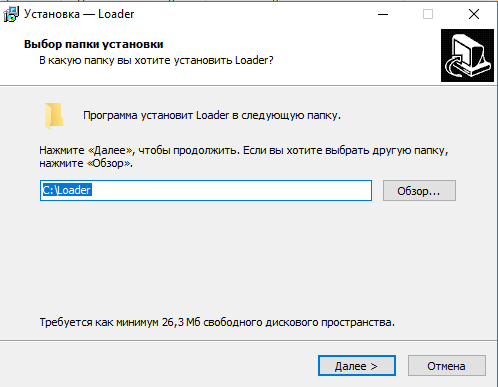 Установка — Loader
Выбор папки установки
В какую папку вы хотите установить Loader?
Программа установит Loader в следующую папку.
Нажмите «Далее», чтобы продолжить. Если вы хотите выбрать другую папку,
нажмите «Обзор».
C:\Loader
Обзор...
Требуется как минимум 26,3 Мб свободного дискового пространства.
Далее >
Отмена